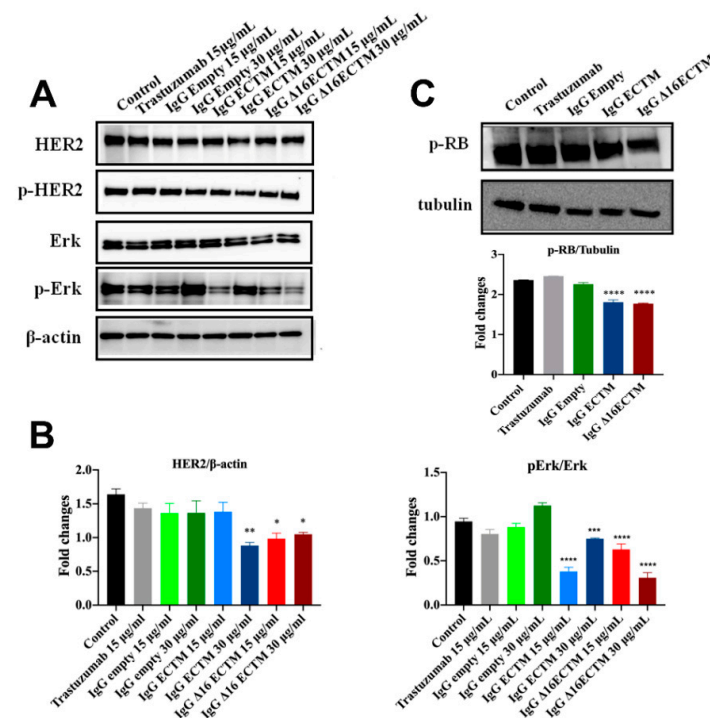 A
Control
Trastuzumab 15µg/mL
IgG Empty 15 µg/mL
IgG Empty 30 µg/mL
IgG ECTM 15 µg/mL
IgG ECTM 30 µg/mL
IgG Δ16ECTM 15 µg/mL
IgG Δ16ECTM 30 µg/mL
HER2
p-HER2
Erk
p-Erk
β-actin
C
Control
Trastuzumab
IgG Empty
IgG ECTM
IgG Δ16ECTM
p-RB
tubulin
p-RB/Tubulin
Fold changes
3
2
1
0
****
****
Control
Trastuzumab
IgG Empty
IgG ECTM
IgG Δ16ECTM
B
HER2/β-actin
Fold changes
2.0
1.5
1.0
0.5
0.0
**
*
*
Control
Trastuzumab 15 µg/ml
IgG empty 15 µg/ml
IgG empty 30 µg/ml
IgG ECTM 15 µg/ml
IgG ECTM 30 µg/ml
IgG Δ16 ECTM 15 µg/ml
IgG Δ16 ECTM 30 µg/ml
pErk/Erk
Fold changes
1.5
1.0
0.5
0.0
****
***
****
****
Control
Trastuzumab 15 µg/mL
IgG empty 15 µg/mL
IgG empty 30 µg/mL
IgG ECTM 15 µg/mL
IgG ECTM 30 µg/mL
IgG Δ16ECTM 15 µg/mL
IgG Δ16ECTM 30 µg/mL